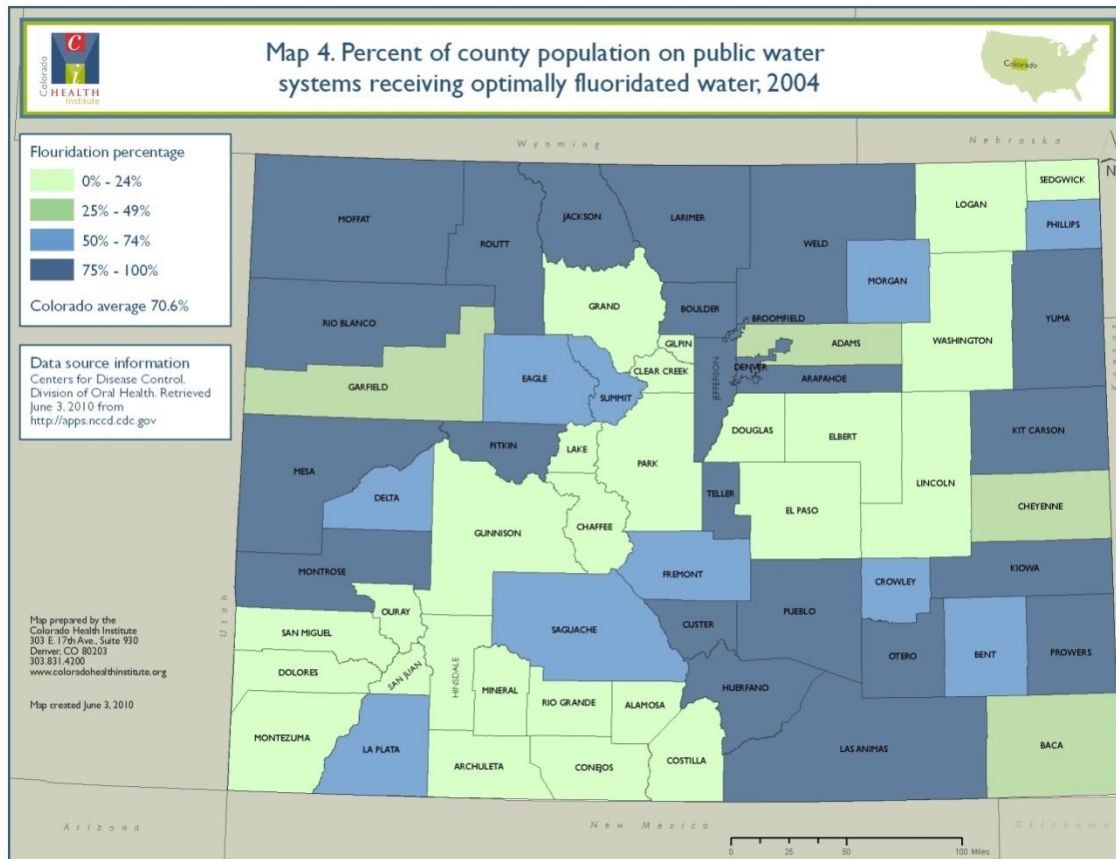 Colorado
c
i
HEALTH
Institute
Map 4. Percent of county population on public water
systems receiving optimally fluoridated water, 2004
Colorado
Flouridation percentage
0% - 24%
25% - 49%
50% - 74%
75% - 100%
Colorado average 70.6%
Data source information
Centers for Disease Control,
Division of Oral Health. Retrieved
June 3, 2010 from
http://apps.nccd.cdc.gov
Wyoming
Nebraska
N
SEDGWICK
LOGAN
PHILLIPS
MOFFAT
ROUTT
JACKSON
LARIMER
WELD
MORGAN
GRAND
BOULDER
RIO BLANCO
BROOMFIELD
YUMA
GILPIN
ADAMS
WASHINGTON
CLEAR CREEK
DENVER
JEFFERSON
ARAPAHOE
GARFIELD
EAGLE
SUMMIT
DOUGLAS
ELBERT
KIT CARSON
PITKIN
LAKE
PARK
MESA
DELTA
TELLER
LINCOLN
EL PASO
CHEYENNE
GUNNISON
CHAFFEE
MONTROSE
FREMONT
CROWLEY
KIOWA
OURAY
PUEBLO
Utah
SAN MIGUEL
SAGUACHE
CUSTER
OTERO
BENT
PROWERS
DOLORES
SAN JUAN
HINSDALE
MINERAL
RIO GRANDE
ALAMOSA
HUERFANO
MONTEZUMA
LA PLATA
ARCHULETA
CONEJOS
COSTILLA
LAS ANIMAS
BACA
Map prepared by the
Colorado Health Institute
303 E. 17th Ave., Suite 930
Denver, CO 80203
303.831.4200
www.coloradohealthinstitute.org
Map created June 3, 2010
Arizona
New Mexico
Oklahoma
0 25 50 100 Miles